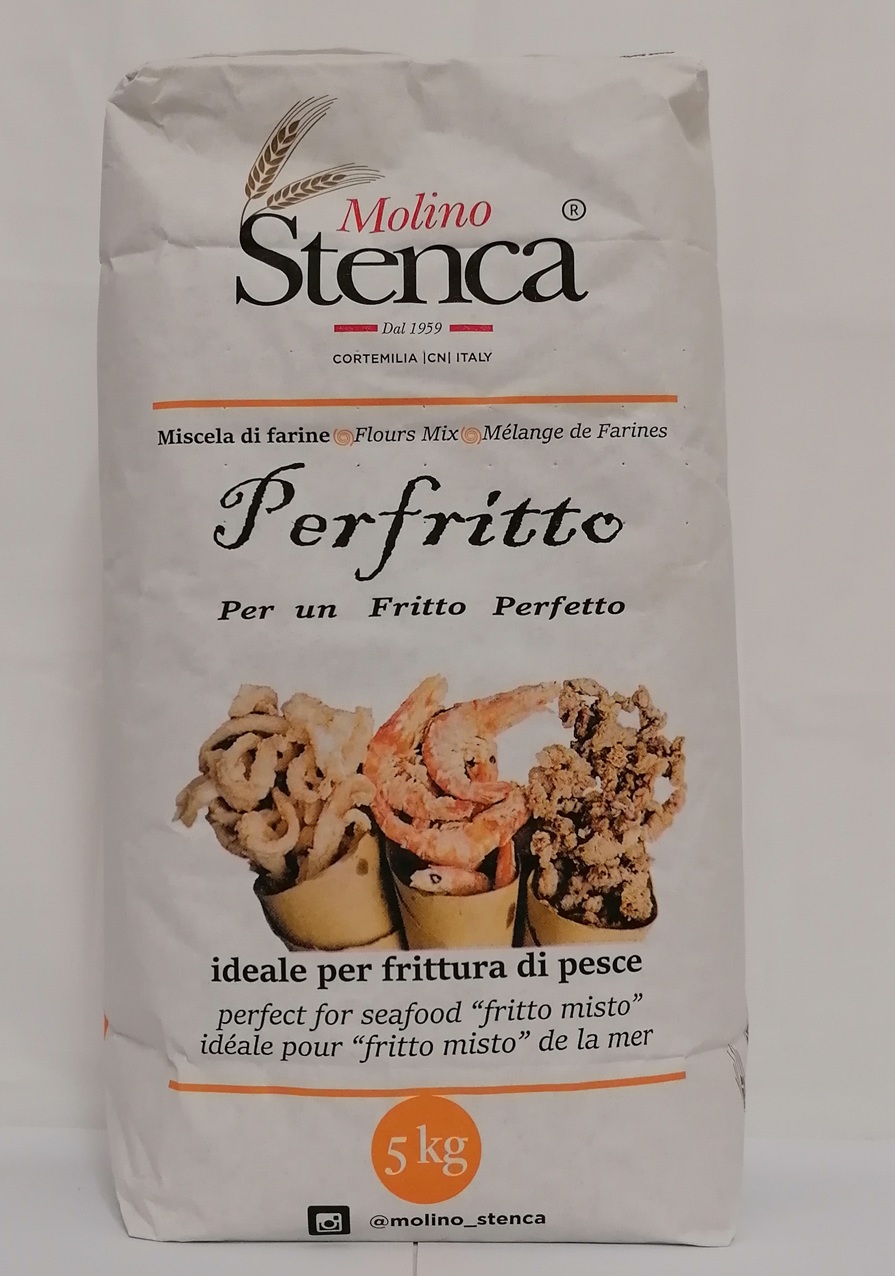 Molino
Stenca®
Dal 1959
CORTEMILIA |CN| ITALY
Miscela di farine Flours Mix Mélange de Farines
Perfritto
Per un Fritto Perfetto
ideale per frittura di pesce
perfect for seafood “fritto misto”
idéale pour “fritto misto” de la mer
5 kg
@molino_stenca